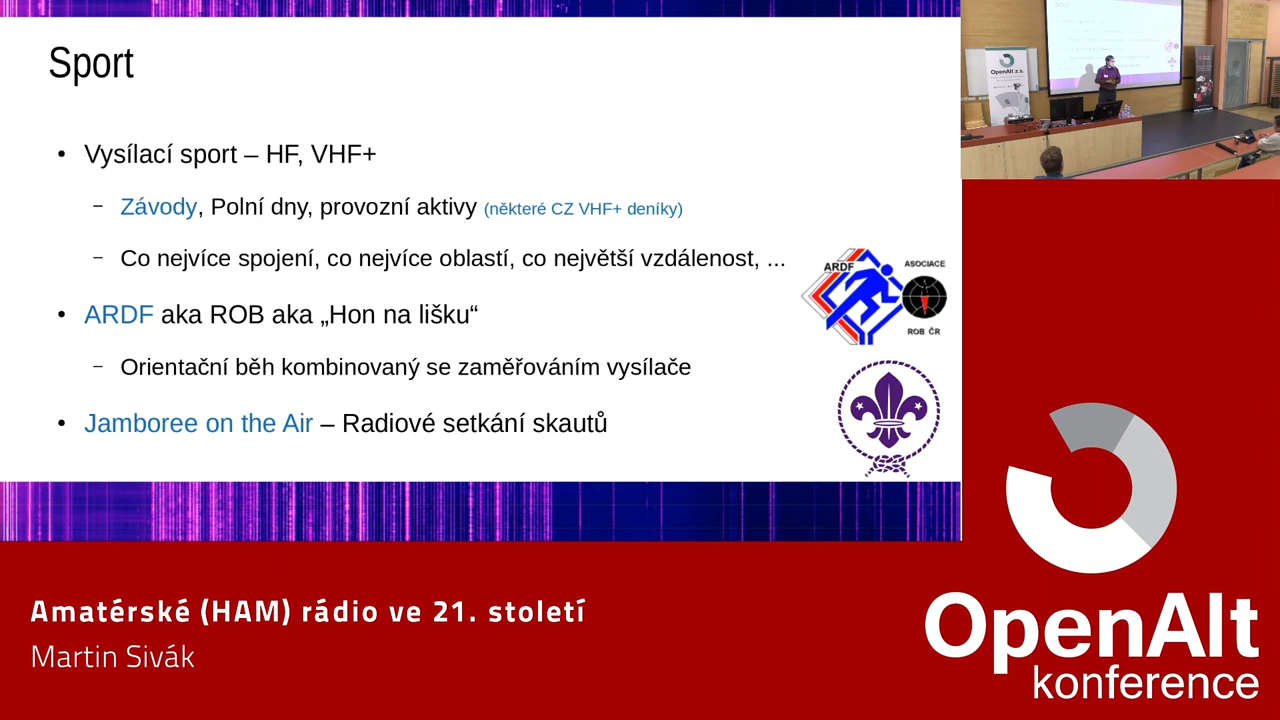 Sport
• Vysílací sport – HF, VHF+
– Závody, Polní dny, provozní aktivy (některé CZ VHF+ deníky)
– Co nejvíce spojení, co nejvíce oblastí, co největší vzdálenost, ...
• ARDF aka ROB aka „Hon na lišku“
– Orientační běh kombinovaný se zaměřováním vysílače
• Jamboree on the Air – Radiové setkání skautů
ARDF
ASOCIACE
ROB ČR
OpenAlt z.s.
Amatérské (HAM) rádio ve 21. století
Martin Sivák
OpenAlt
konference